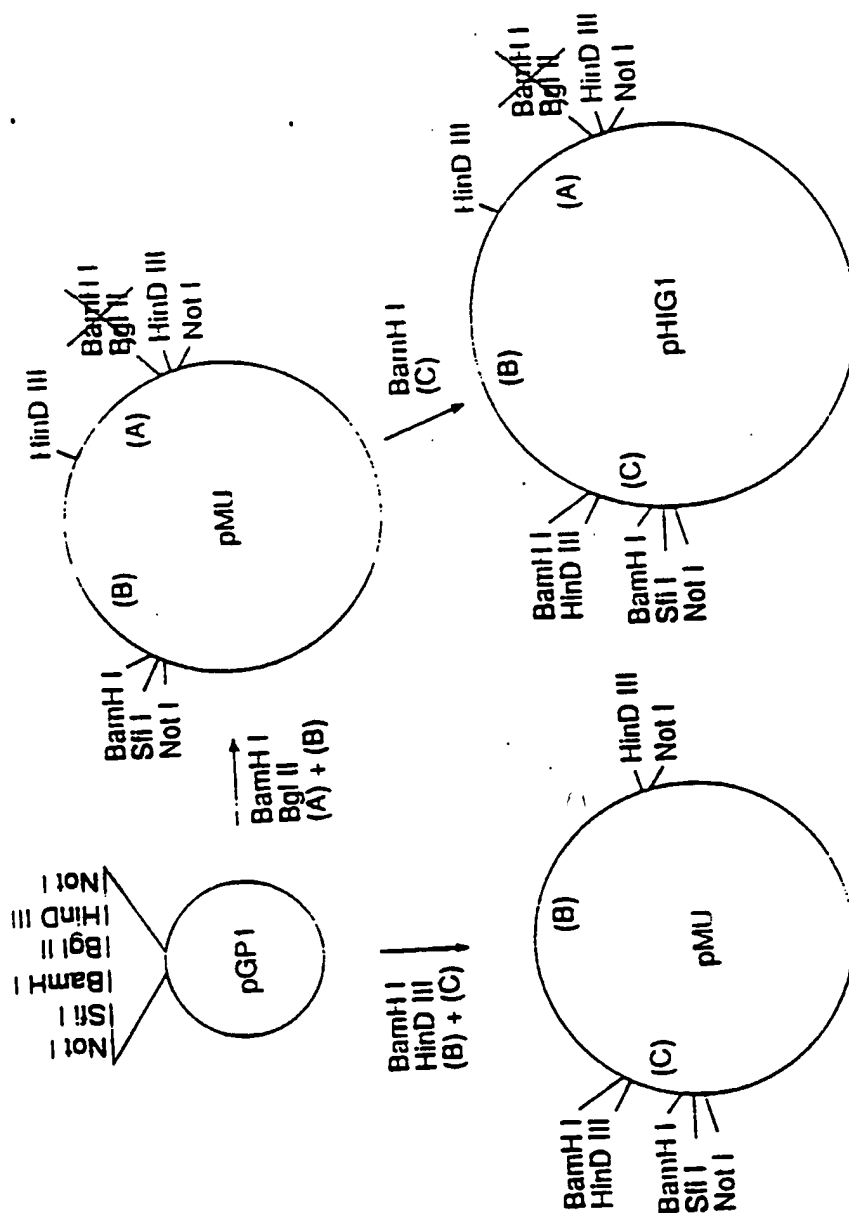 Not I
Sfi I
BamH I
Bgl II
HinD III
Not I
pGP1
BamH I
Bgl II
(A) + (B)
BamH I
Sfi I
Not I
(B)
HinD III
(A)
BamH I
Bgl II
HinD III
Not I
pMU
BamH I
HinD III
(B) + (C)
BamH I
HinD III
(C)
BamH I
Sfi I
Not I
(B)
HinD III
Not I
pMU
BamH I
(C)
BamH I
HinD III
(C)
BamH I
Sfi I
Not I
(B)
HinD III
(A)
BamH I
Bgl II
HinD III
Not I
pHIG1